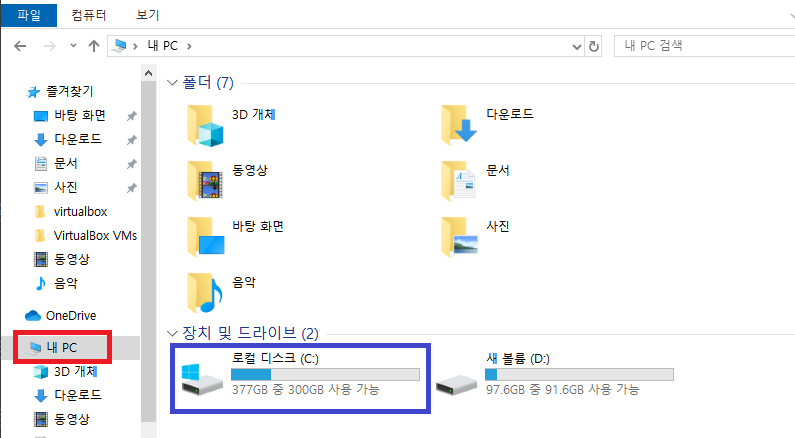 파일 컴퓨터 보기
내 PC
내 PC 검색
즐겨찾기
바탕 화면
다운로드
문서
사진
virtualbox
VirtualBox VMs
동영상
음악
OneDrive
내 PC
3D 개체
다운로드
동영상
폴더 (7)
3D 개체
다운로드
동영상
문서
바탕 화면
사진
음악
장치 및 드라이브 (2)
로컬 디스크 (C:)
377GB 중 300GB 사용 가능
새 볼륨 (D:)
97.6GB 중 91.6GB 사용 가능